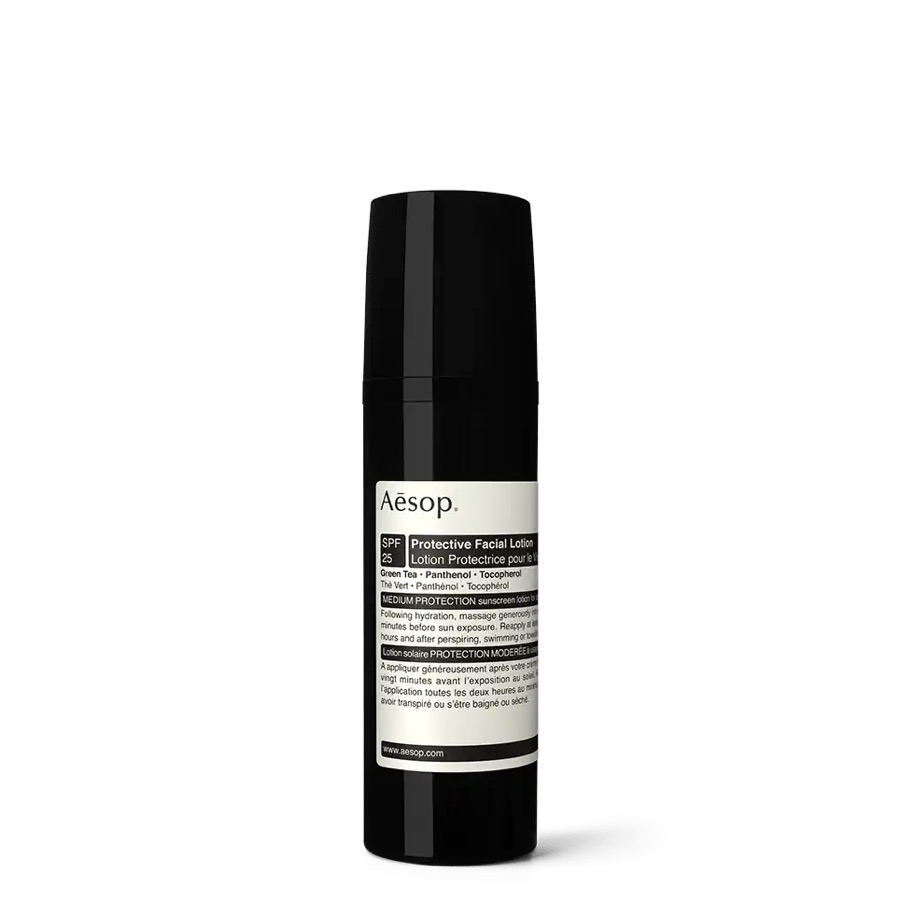 Aēsop®
SPF 25
Protective Facial Lotion
Lotion Protectrice pour le
Green Tea • Panthenol • Tocopherol
Thé Vert • Panthénol • Tocophérol
MEDIUM PROTECTION sunscreen lotion for
Following hydration, massage generously
minutes before sun exposure. Reapply at
hours and after perspiring, swimming or
Lotion solaire PROTECTION MODERÉE à
A appliquer généreusement après votre
vingt minutes avant l'exposition au soleil.
l'application toutes les deux heures au
avoir transpiré ou s'être baigné ou séché.
www.aesop.com